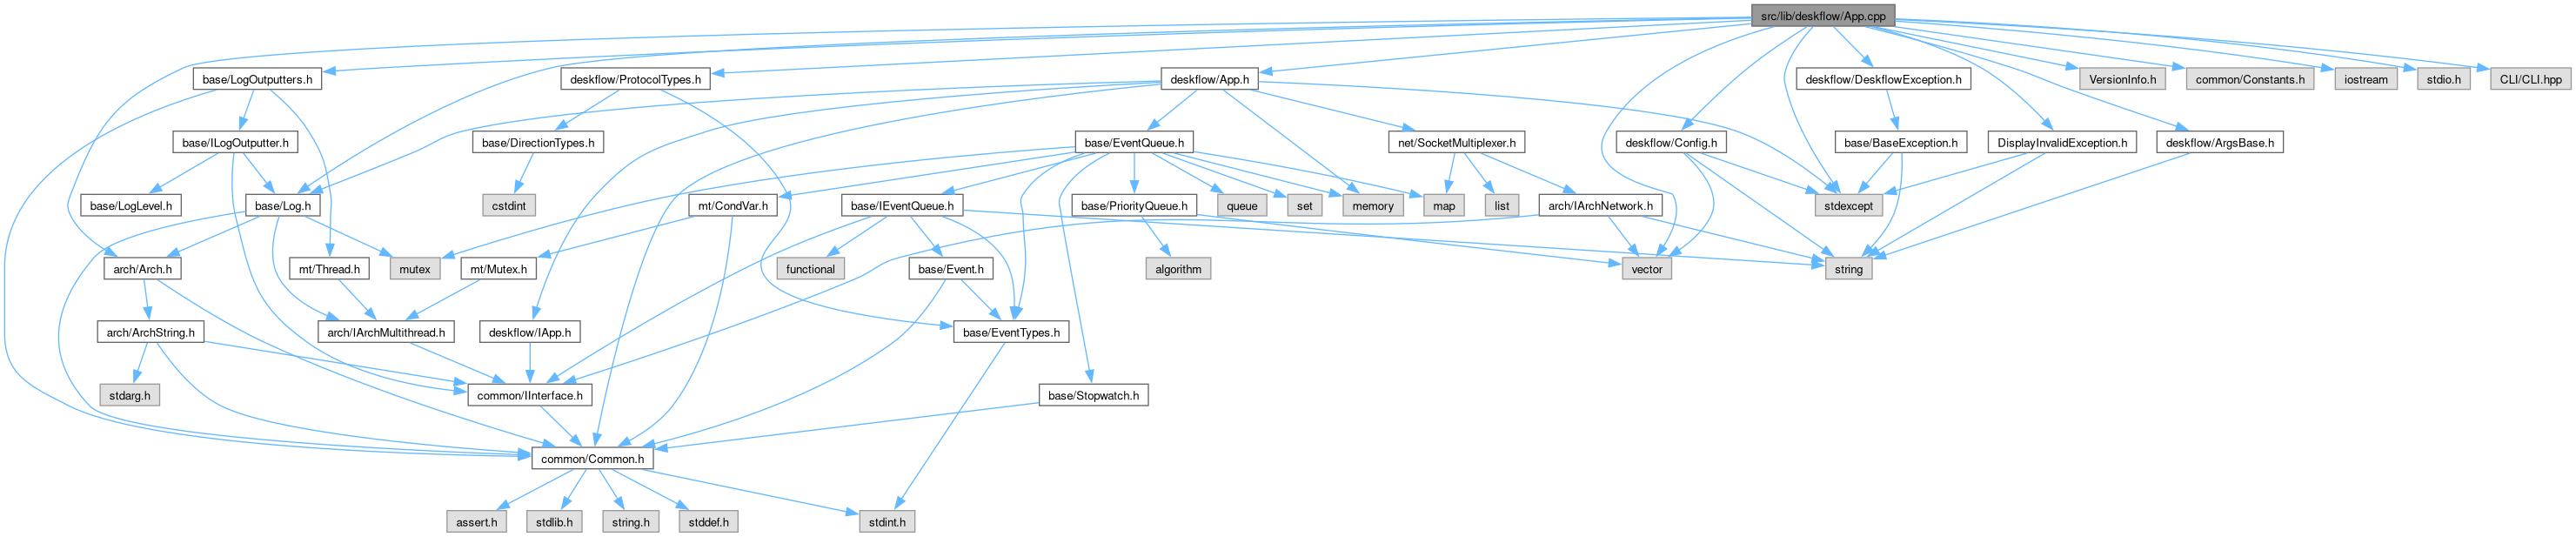 src/lib/deskflow/App.cpp
base/LogOutputters.h
deskflow/ProtocolTypes.h
deskflow/App.h
deskflow/DeskflowException.h
VersionInfo.h
common/Constants.h
iostream
stdio.h
CLI/CLI.hpp
base/ILogOutputter.h
base/DirectionTypes.h
base/EventQueue.h
net/SocketMultiplexer.h
deskflow/Config.h
base/BaseException.h
DisplayInvalidException.h
deskflow/ArgsBase.h
base/LogLevel.h
base/Log.h
cstdint
mt/CondVar.h
base/IEventQueue.h
base/PriorityQueue.h
queue
set
memory
map
list
arch/IArchNetwork.h
stdexcept
arch/Arch.h
mt/Thread.h
mutex
mt/Mutex.h
functional
base/Event.h
algorithm
vector
string
arch/ArchString.h
arch/IArchMultithread.h
deskflow/IApp.h
base/EventTypes.h
stdarg.h
common/IInterface.h
base/Stopwatch.h
common/Common.h
assert.h
stdlib.h
string.h
stddef.h
stdint.h